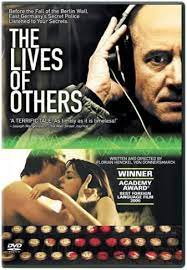 Before the Fall of the Berlin Wall,
East Germany's Secret Police
Listened to Your Secrets.
THE
LIVES OF
OTHERS
"A TERRIFIC TALE. As timely as it is timeless!"
WRITTEN AND DIRECTED BY
FLORIAN HENCKEL VON DONNERSMARCK
WINNER
ACADEMY
AWARD®
BEST FOREIGN
LANGUAGE FILM
2006
DVD